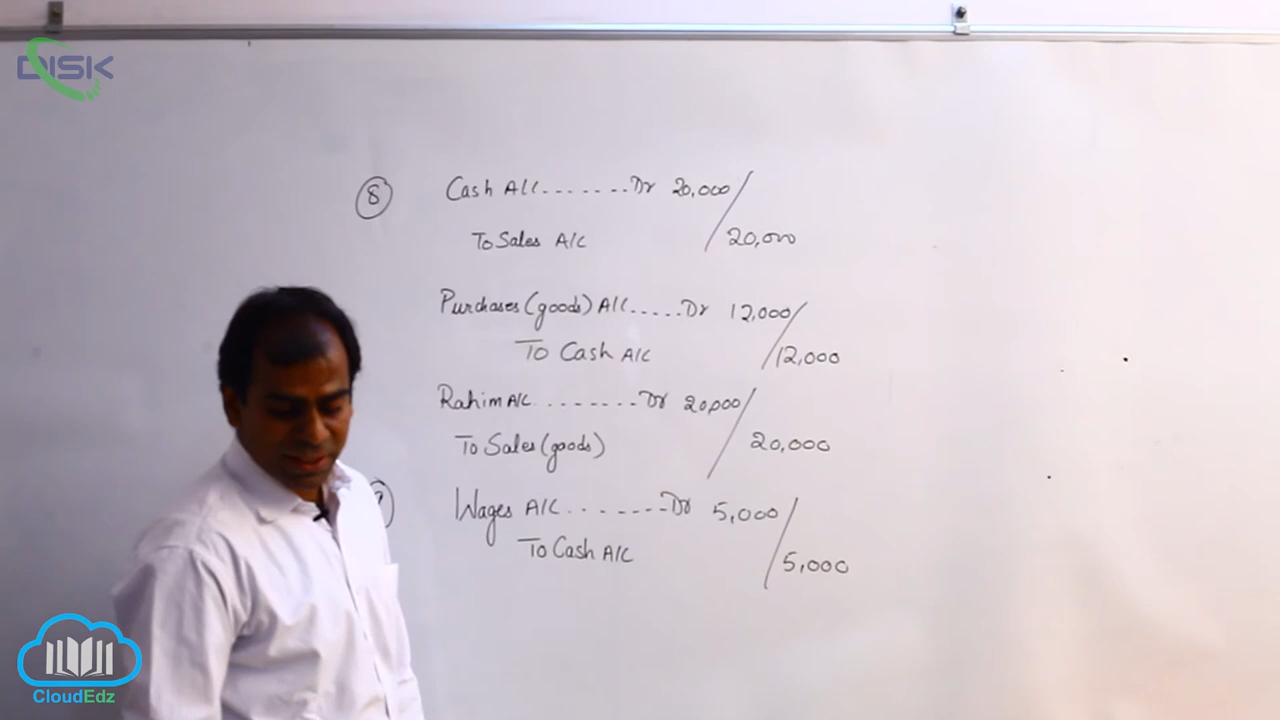 DISK
8 Cash A/C.......Dr 20,000
To Sales A/C 20,000
Purchases (goods) A/C.....Dr 12,000
To Cash A/C 12,000
Rahim A/C........Dr 20,000
To Sales (goods) 20,000
Wages A/C.......Dr 5,000
To Cash A/C 5,000
CloudEdz